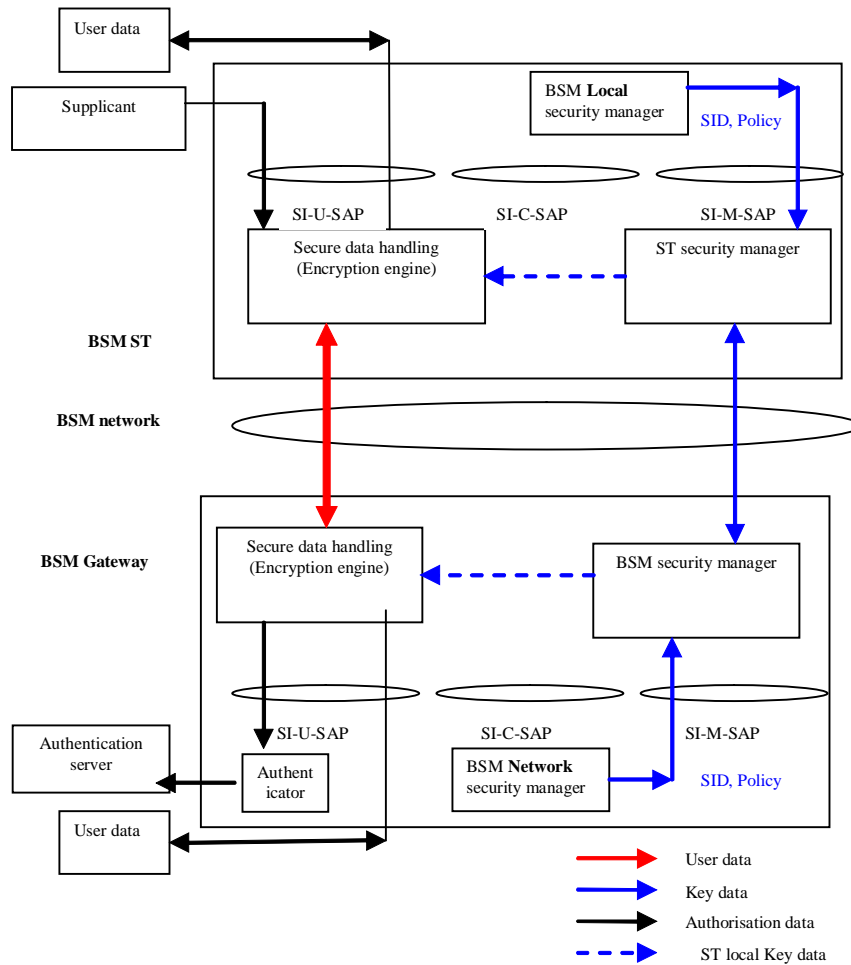 User data
Supplicant
BSM Local
security manager
SID, Policy
SI-U-SAP
SI-C-SAP
SI-M-SAP
Secure data handling
(Encryption engine)
ST security manager
BSM ST
BSM network
BSM Gateway
Secure data handling
(Encryption engine)
BSM security manager
SI-U-SAP
SI-C-SAP
SI-M-SAP
Authentication
server
Authent
icator
BSM Network
security manager
SID, Policy
User data
User data
Key data
Authorisation data
ST local Key data